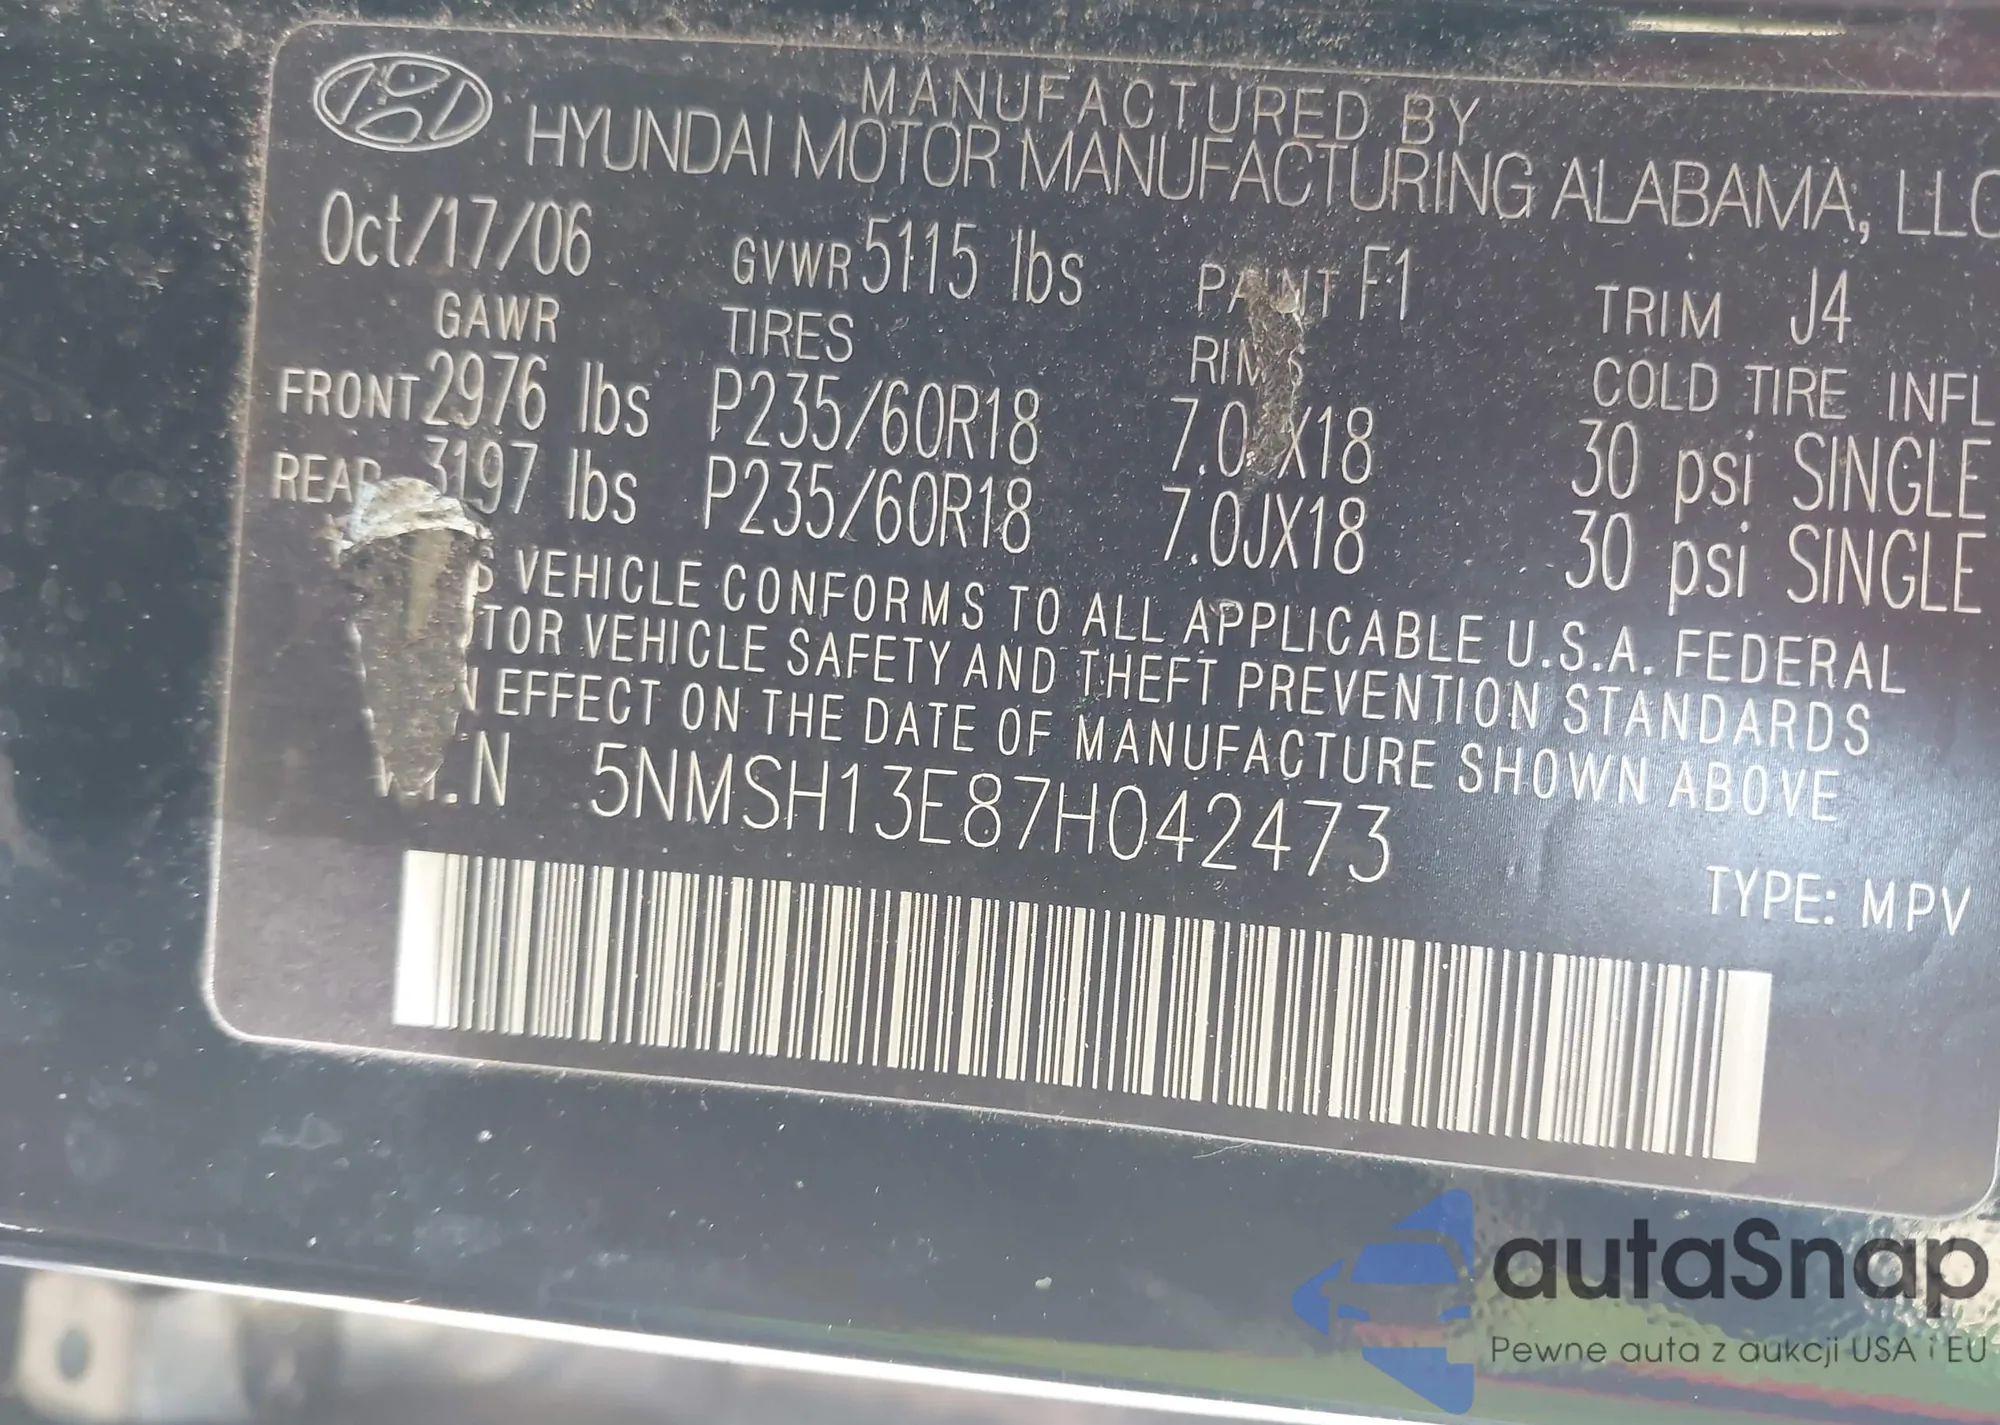 MANUFACTURED BY
HYUNDAI MOTOR MANUFACTURING ALABAMA, LLC
Oct/17/06 GVWR 5115 lbs PAINT F1 TRIM J4
GAWR TIRES RIMS COLD TIRE INFL
FRONT 2976 lbs P235/60R18 7.0JX18 30 psi SINGLE
REAR 3197 lbs P235/60R18 7.0JX18 30 psi SINGLE
VEHICLE CONFORMS TO ALL APPLICABLE U.S.A. FEDERAL
TOR VEHICLE SAFETY AND THEFT PREVENTION STANDARDS
N EFFECT ON THE DATE OF MANUFACTURE SHOWN ABOVE
V.I.N 5NMSH13E87H042473
TYPE: MPV
autaSnap
Pewne auta z aukcji USA i EU